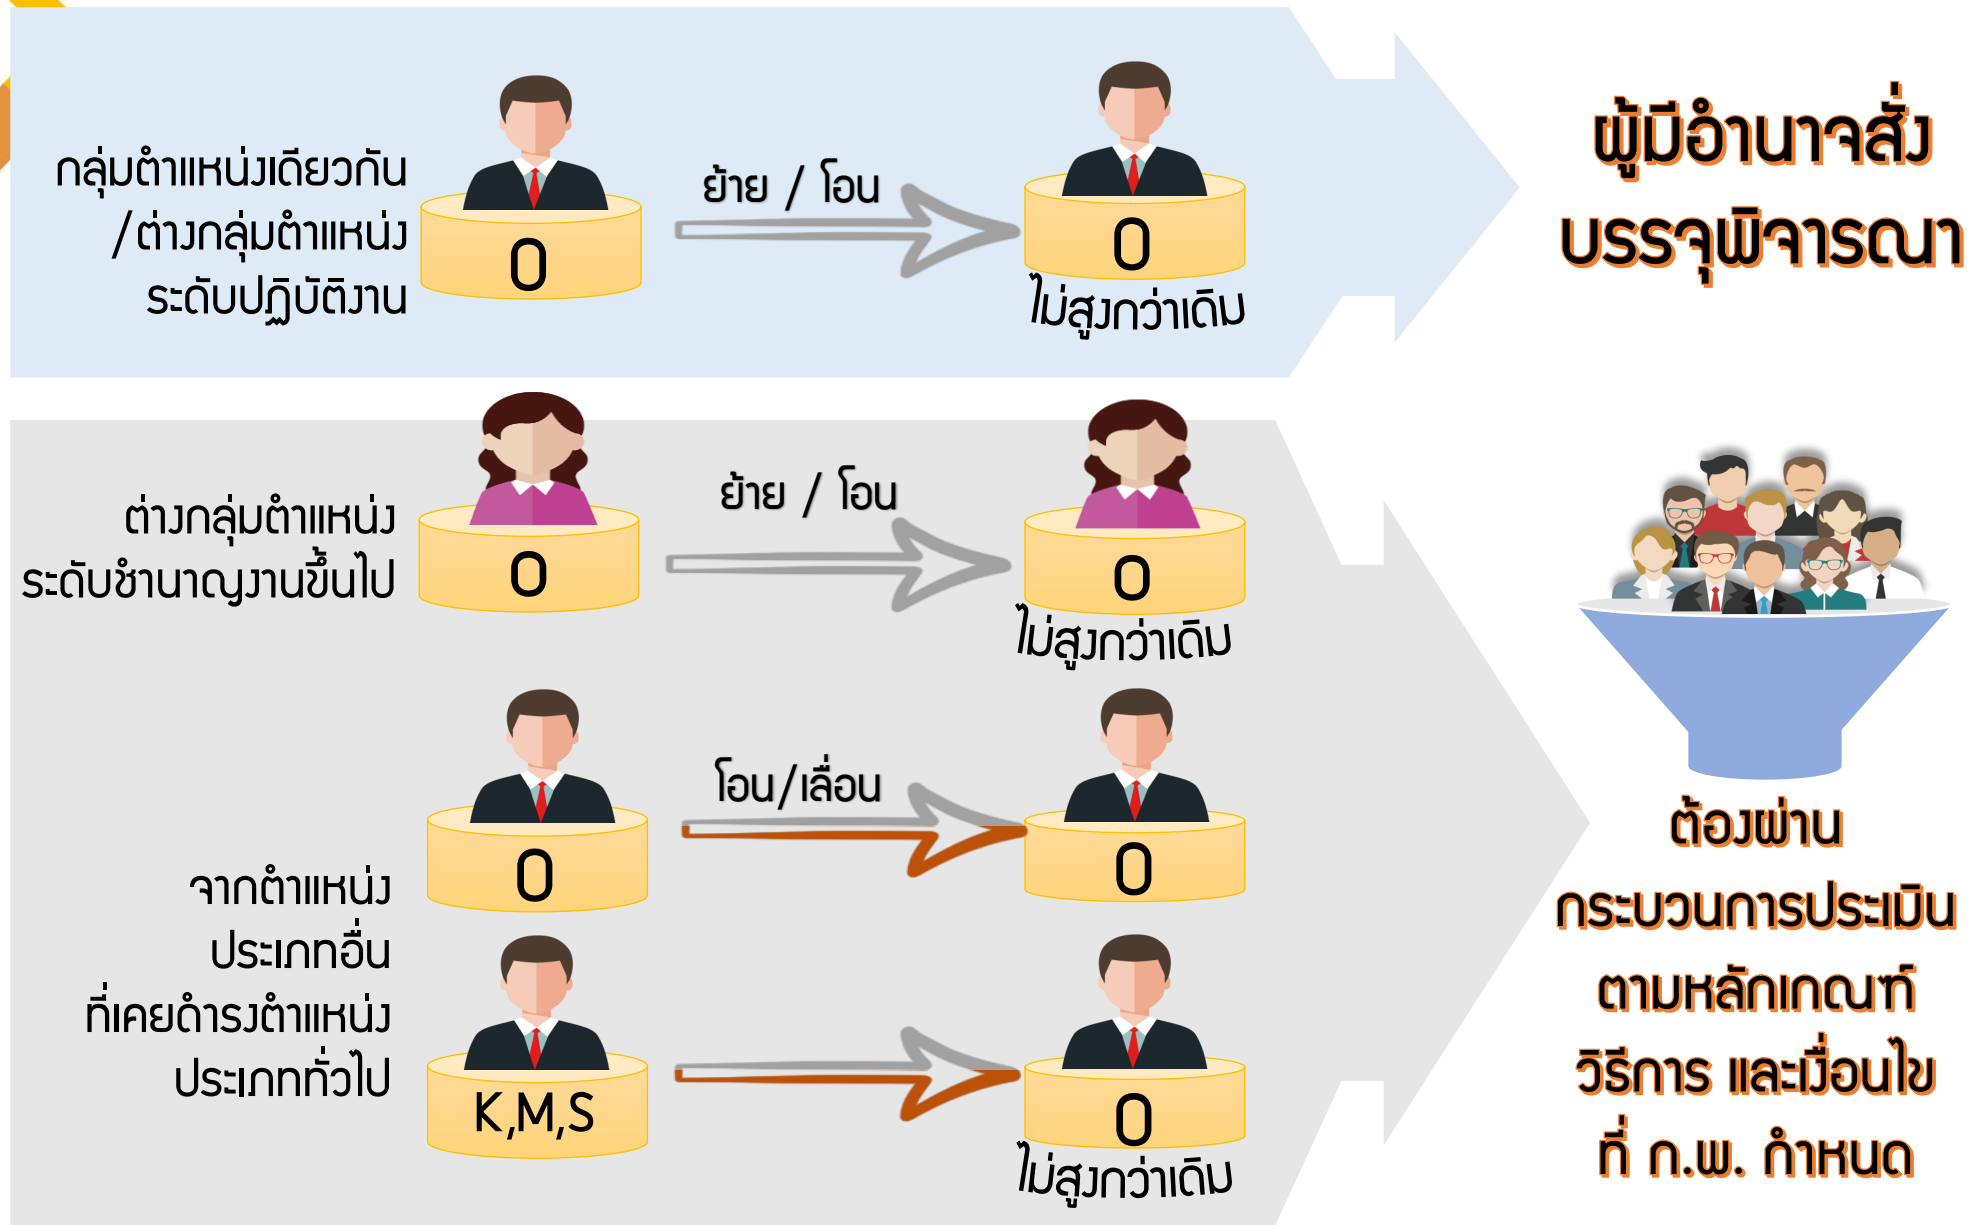 กลุ่มตำแหน่งเดียวกัน
/ต่างกลุ่มตำแหน่ง
ระดับปฏิบัติงาน
O
ย้าย / โอน
O
ไม่สูงกว่าเดิม
ผู้มีอำนาจสั่ง
บรรจุพิจารณา
ต่างกลุ่มตำแหน่ง
ระดับชำนาญงานขึ้นไป
O
ย้าย / โอน
O
ไม่สูงกว่าเดิม
O
โอน/เลื่อน
O
จากตำแหน่ง
ประเภทอื่น
ที่เคยดำรงตำแหน่ง
ประเภททั่วไป
K,M,S
O
ไม่สูงกว่าเดิม
ต้องผ่าน
กระบวนการประเมิน
ตามหลักเกณฑ์
วิธีการ และเงื่อนไข
ที่ ก.พ. กำหนด